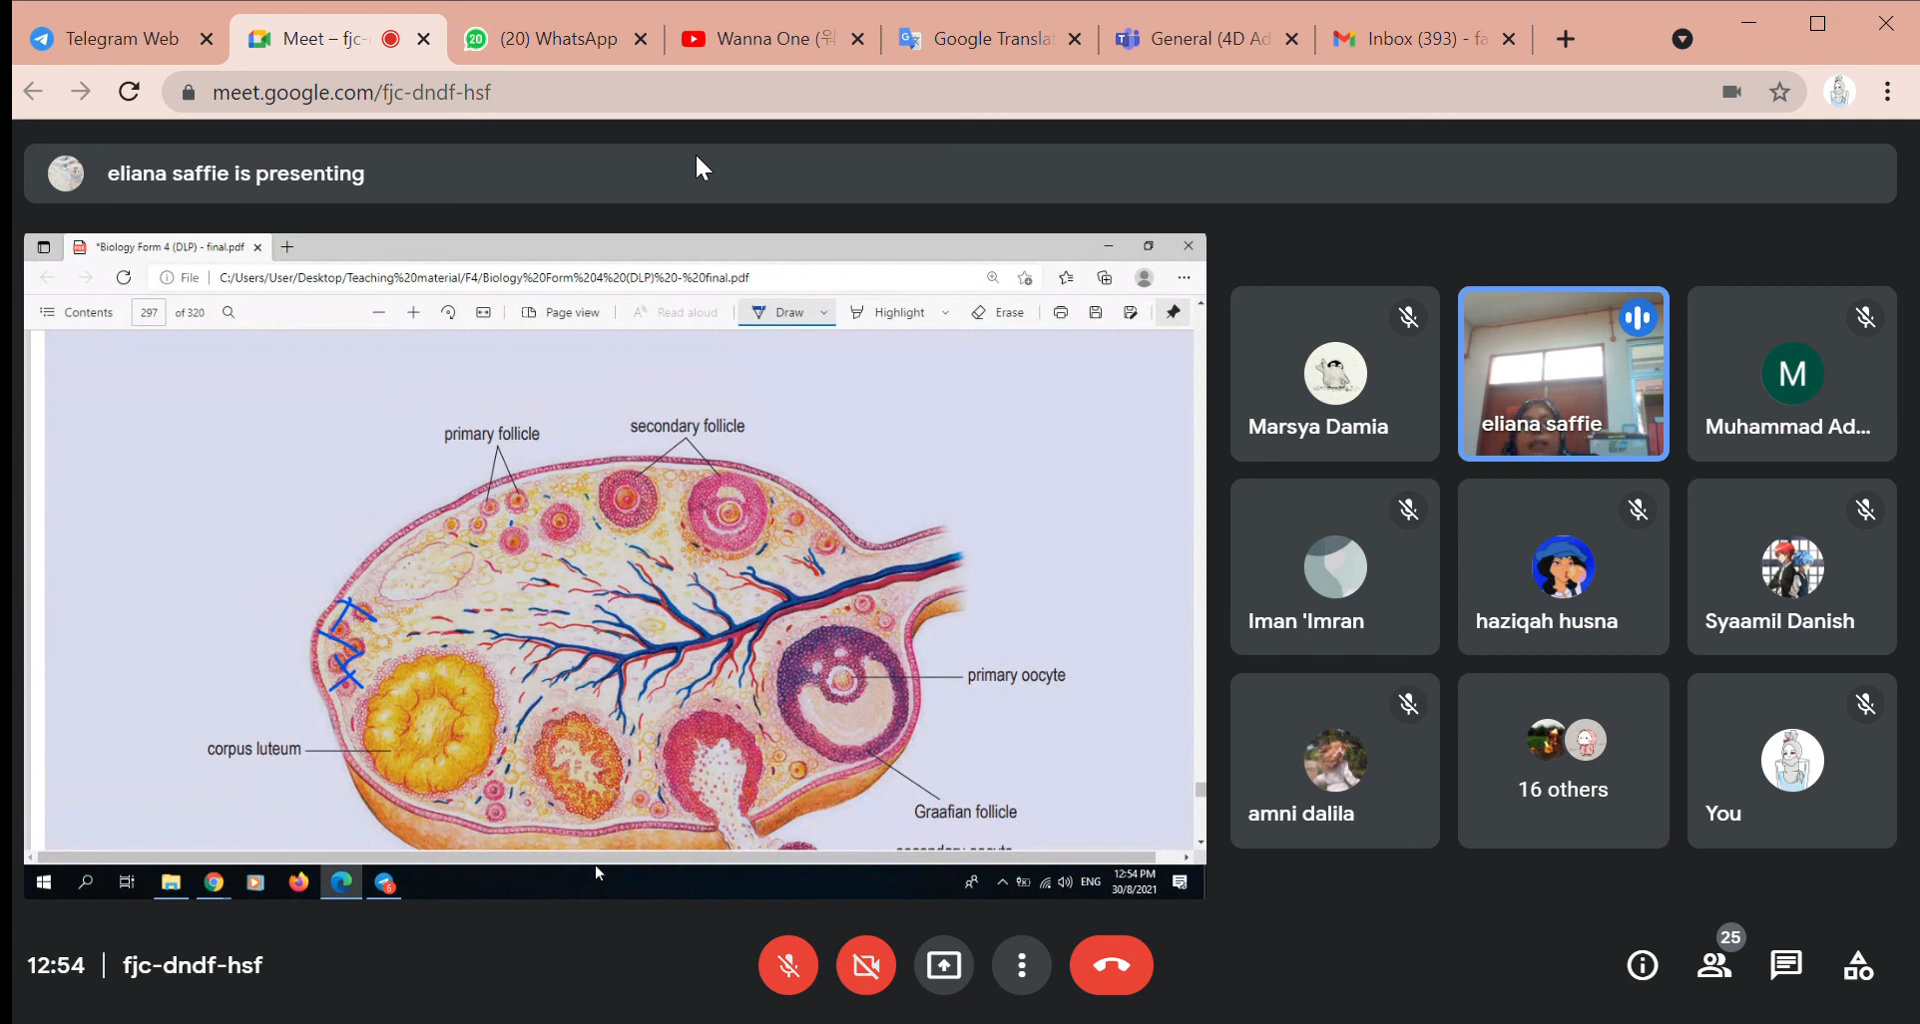 Telegram Web
Meet – fjc-
(20) WhatsApp
20
Wanna One (위
Google Translat
General (4D Ad
Inbox (393) - fa
meet.google.com/fjc-dndf-hsf
eliana saffie is presenting
*Biology Form 4 (DLP) - final.pdf
File
C:/Users/User/Desktop/Teaching%20material/F4/Biology%20Form%204%20(DLP)%20-%20final.pdf
Contents
297
of 320
Page view
Read aloud
Draw
Highlight
Erase
primary follicle
secondary follicle
primary oocyte
corpus luteum
Graafian follicle
ENG
12:54 PM
30/8/2021
Marsya Damia
eliana saffie
M
Muhammad Ad...
Iman 'Imran
haziqah husna
Syaamil Danish
amni dalila
16 others
You
12:54
fjc-dndf-hsf
25